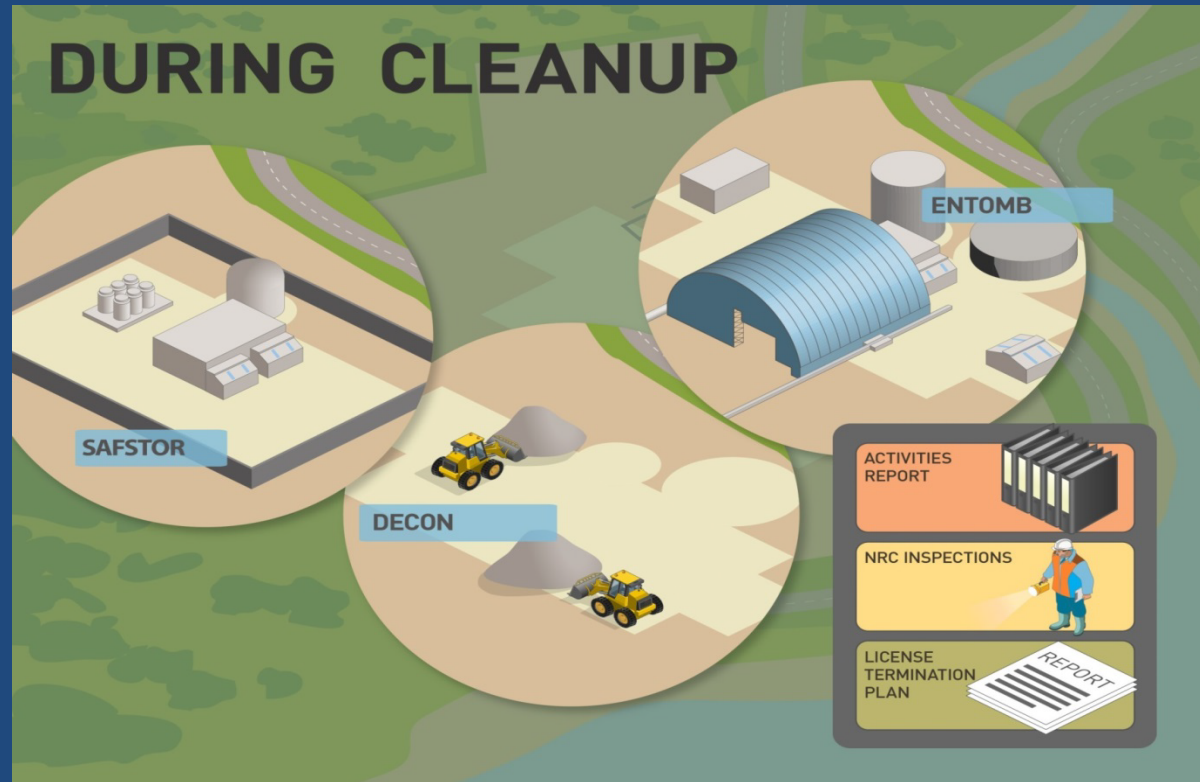 DURING CLEANUP
SAFSTOR
DECON
ENTOMB
ACTIVITIES
REPORT
NRC INSPECTIONS
LICENSE
TERMINATION
PLAN
REPORT